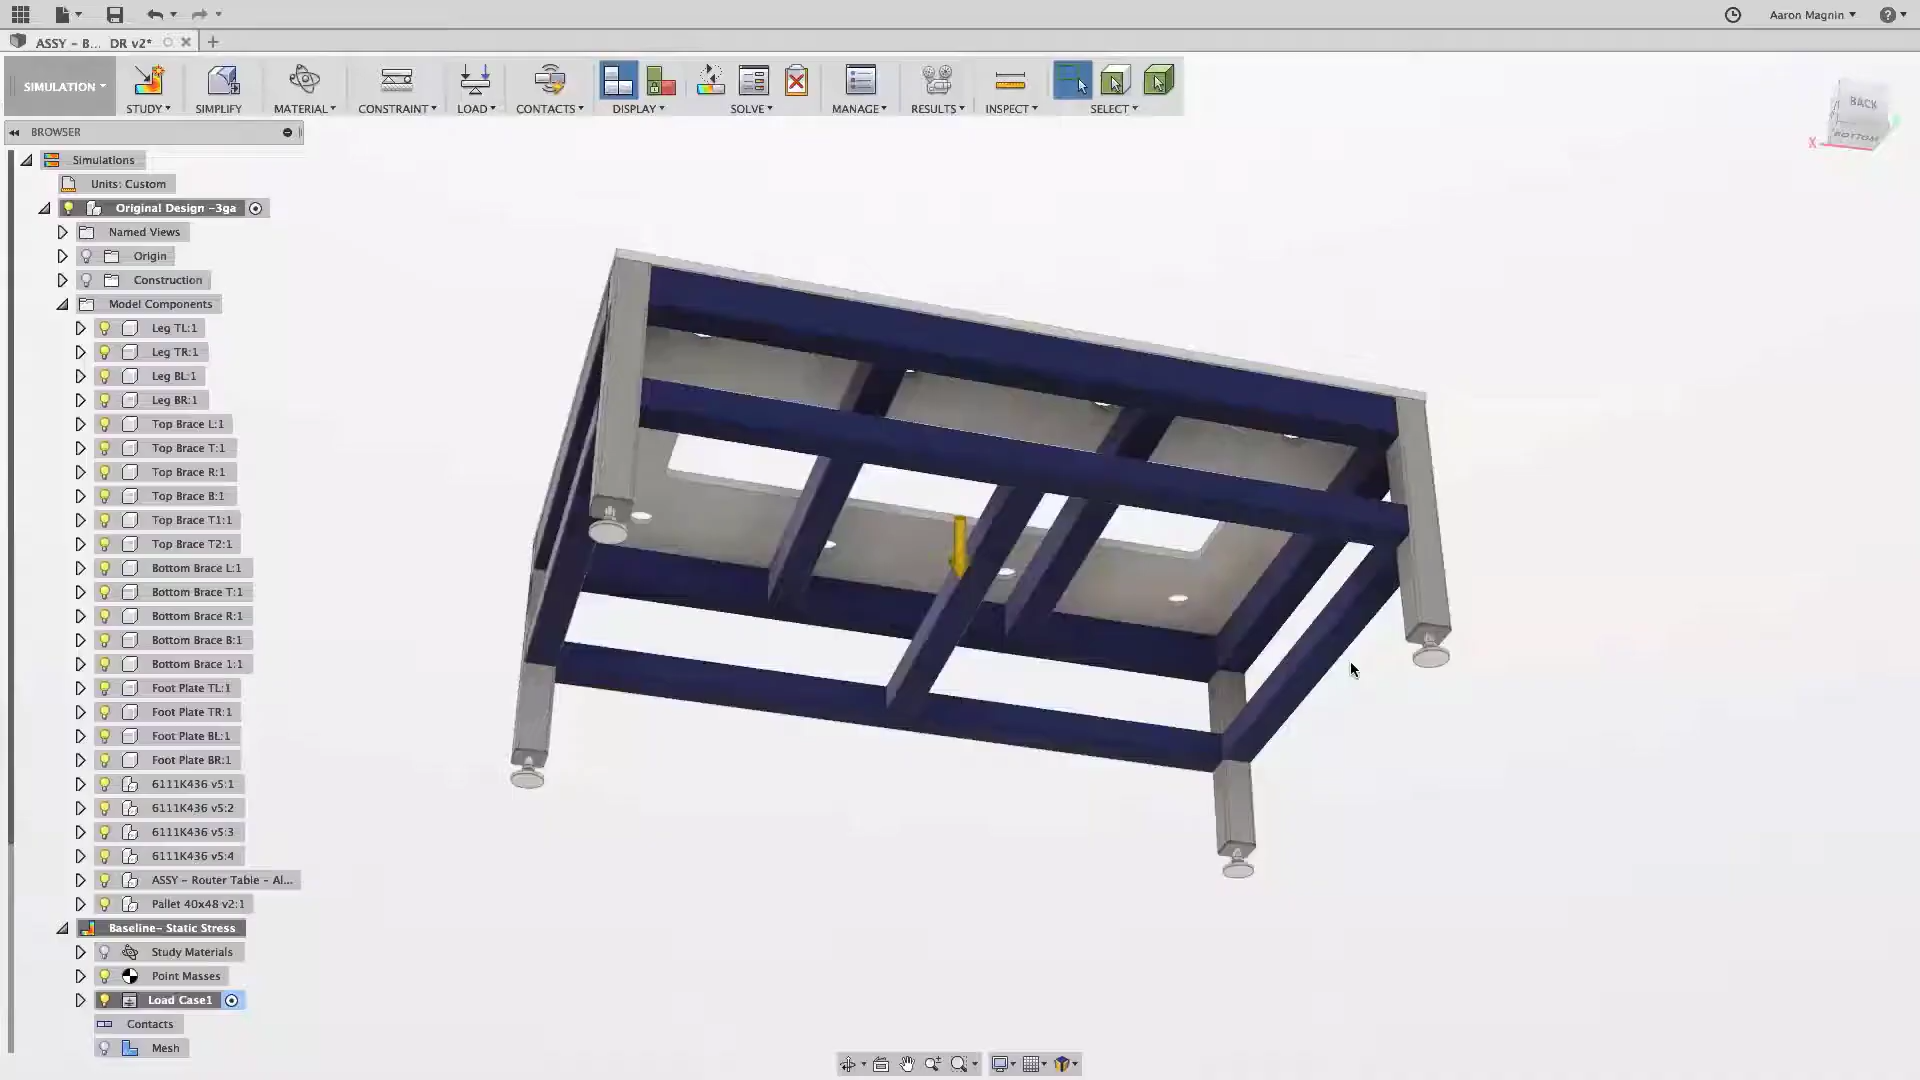 Aaron Magnin
ASSY - B... DR v2*
SIMULATION
STUDY
SIMPLIFY
MATERIAL
CONSTRAINT
LOAD
CONTACTS
DISPLAY
SOLVE
MANAGE
RESULTS
INSPECT
SELECT
BACK
BOTTOM
X
BROWSER
Simulations
Units: Custom
Original Design -3ga
Named Views
Origin
Construction
Model Components
Leg TL:1
Leg TR:1
Leg BL:1
Leg BR:1
Top Brace L:1
Top Brace T:1
Top Brace R:1
Top Brace B:1
Top Brace T1:1
Top Brace T2:1
Bottom Brace L:1
Bottom Brace T:1
Bottom Brace R:1
Bottom Brace B:1
Bottom Brace 1:1
Foot Plate TL:1
Foot Plate TR:1
Foot Plate BL:1
Foot Plate BR:1
6111K436 v5:1
6111K436 v5:2
6111K436 v5:3
6111K436 v5:4
ASSY - Router Table - Al...
Pallet 40x48 v2:1
Baseline- Static Stress
Study Materials
Point Masses
Load Case1
Contacts
Mesh